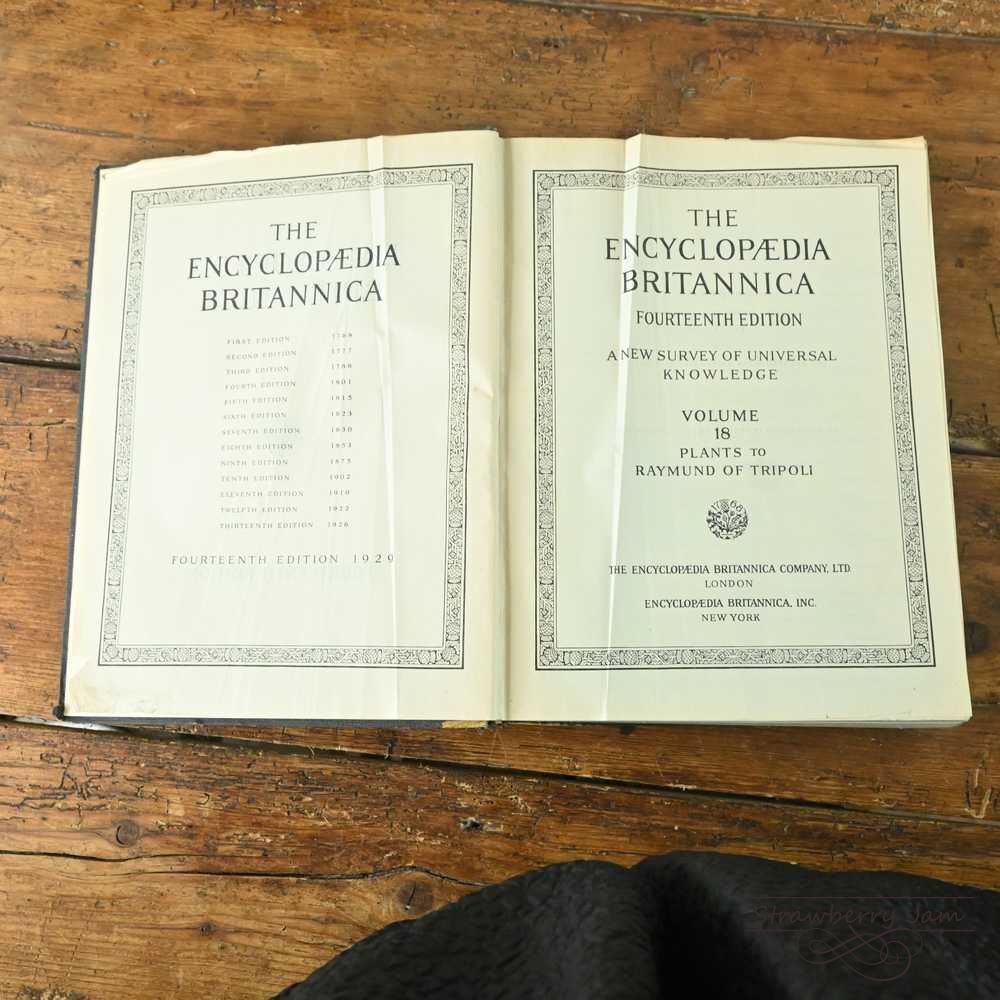 THE
ENCYCLOPÆDIA
BRITANNICA
FIRST EDITION 1768
SECOND EDITION 1777
THIRD EDITION 1788
FOURTH EDITION 1801
FIFTH EDITION 1815
SIXTH EDITION 1823
SEVENTH EDITION 1830
EIGHTH EDITION 1853
NINTH EDITION 1875
TENTH EDITION 1902
ELEVENTH EDITION 1910
TWELFTH EDITION 1922
THIRTEENTH EDITION 1926
FOURTEENTH EDITION 1929
THE
ENCYCLOPÆDIA
BRITANNICA
FOURTEENTH EDITION
A NEW SURVEY OF UNIVERSAL
KNOWLEDGE
VOLUME
18
PLANTS TO
RAYMUND OF TRIPOLI
1768
THE ENCYCLOPÆDIA BRITANNICA COMPANY, LTD
LONDON
ENCYCLOPÆDIA BRITANNICA, INC.
NEW YORK
Strawberry Jam